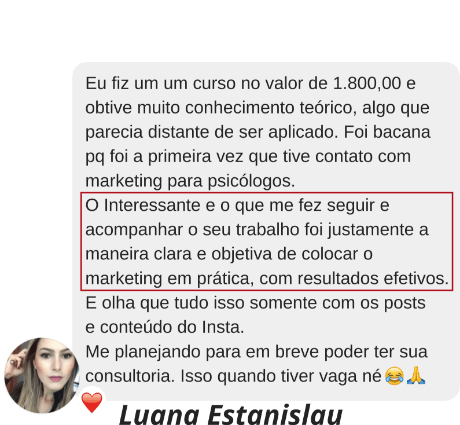 Eu fiz um um curso no valor de 1.800,00 e
obtive muito conhecimento teórico, algo que
parecia distante de ser aplicado. Foi bacana
pq foi a primeira vez que tive contato com
marketing para psicólogos.
O Interessante e o que me fez seguir e
acompanhar o seu trabalho foi justamente a
maneira clara e objetiva de colocar o
marketing em prática, com resultados efetivos.
E olha que tudo isso somente com os posts
e conteúdo do Insta.
Me planejando para em breve poder ter sua
consultoria. Isso quando tiver vaga né😂🙏
Luana Estanislau